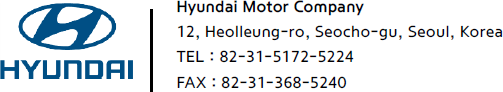 HYUNDAI
Hyundai Motor Company
12, Heolleung-ro, Seocho-gu, Seoul, Korea
TEL : 82-31-5172-5224
FAX : 82-31-368-5240